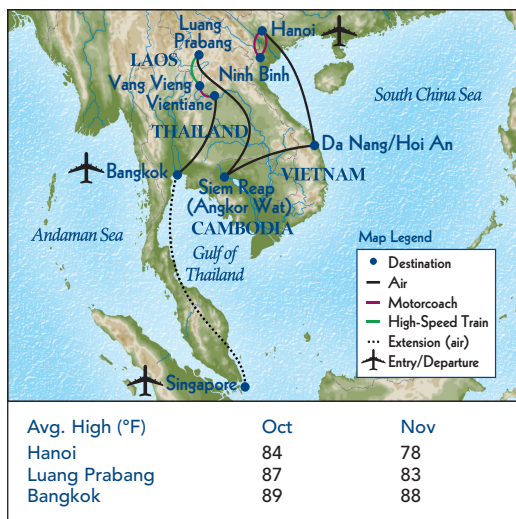 Luang
Prabang
Hanoi
LAOS
Ninh Binh
Vang Vieng
Vientiane
South China Sea
THAILAND
Da Nang/Hoi An
Bangkok
Siem Reap
(Angkor Wat)
VIETNAM
CAMBODIA
Andaman Sea
Gulf of
Thailand
Map Legend
Destination
Air
Motorcoach
High-Speed Train
Extension (air)
Entry/Departure
Singapore
Avg. High (°F) Oct Nov
Hanoi 84 78
Luang Prabang 87 83
Bangkok 89 88